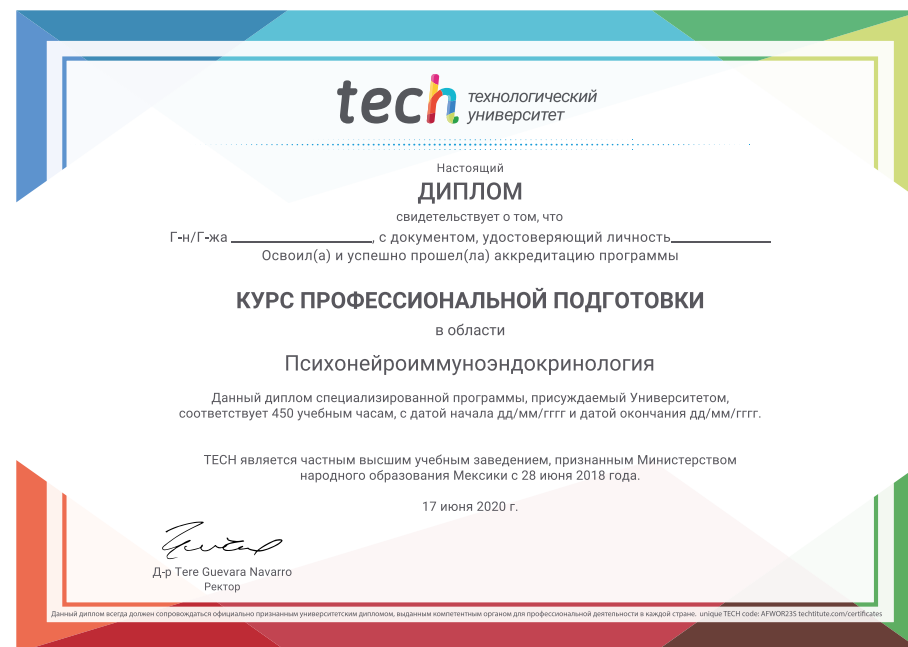 tech технологический
университет
Настоящий
ДИПЛОМ
свидетельствует о том, что
Г-н/Г-жа ____________________, с документом, удостоверяющий личность______________
Освоил(а) и успешно прошел(ла) аккредитацию программы
КУРС ПРОФЕССИОНАЛЬНОЙ ПОДГОТОВКИ
в области
Психонейроиммуноэндокринология
Данный диплом специализированной программы, присуждаемый Университетом,
соответствует 450 учебным часам, с датой начала дд/мм/гггг и датой окончания дд/мм/гггг.
TECH является частным высшим учебным заведением, признанным Министерством
народного образования Мексики с 28 июня 2018 года.
17 июня 2020 г.
Д-р Tere Guevara Navarro
Ректор
Данный диплом всегда должен сопровождаться официально признанным университетским дипломом, выданным компетентным органом для профессиональной деятельности в каждой стране. unique TECH code: AFWOR23S techtitute.com/certificates